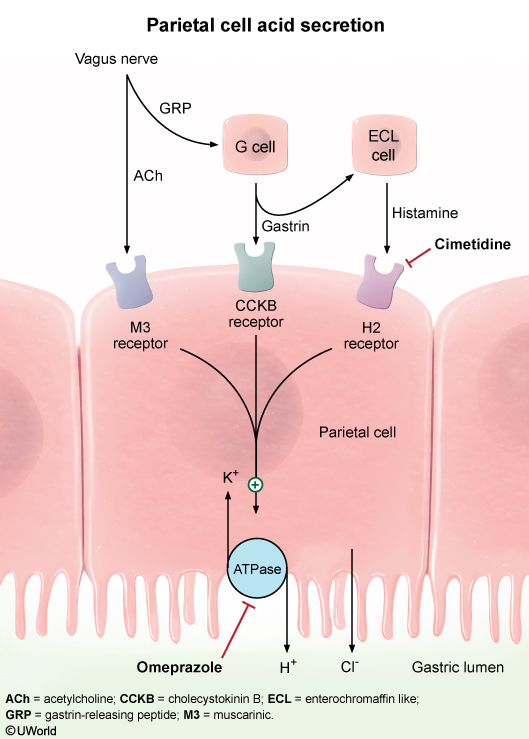 Parietal cell acid secretion
Vagus nerve
GRP
G cell
ECL
cell
ACh
Gastrin
Histamine
Cimetidine
M3
receptor
CCKB
receptor
H2
receptor
Parietal cell
K+
+
ATPase
Omeprazole
H+
Cl-
Gastric lumen
ACh = acetylcholine; CCKB = cholecystokinin B; ECL = enterochromaffin like;
GRP = gastrin-releasing peptide; M3 = muscarinic.
©UWorld